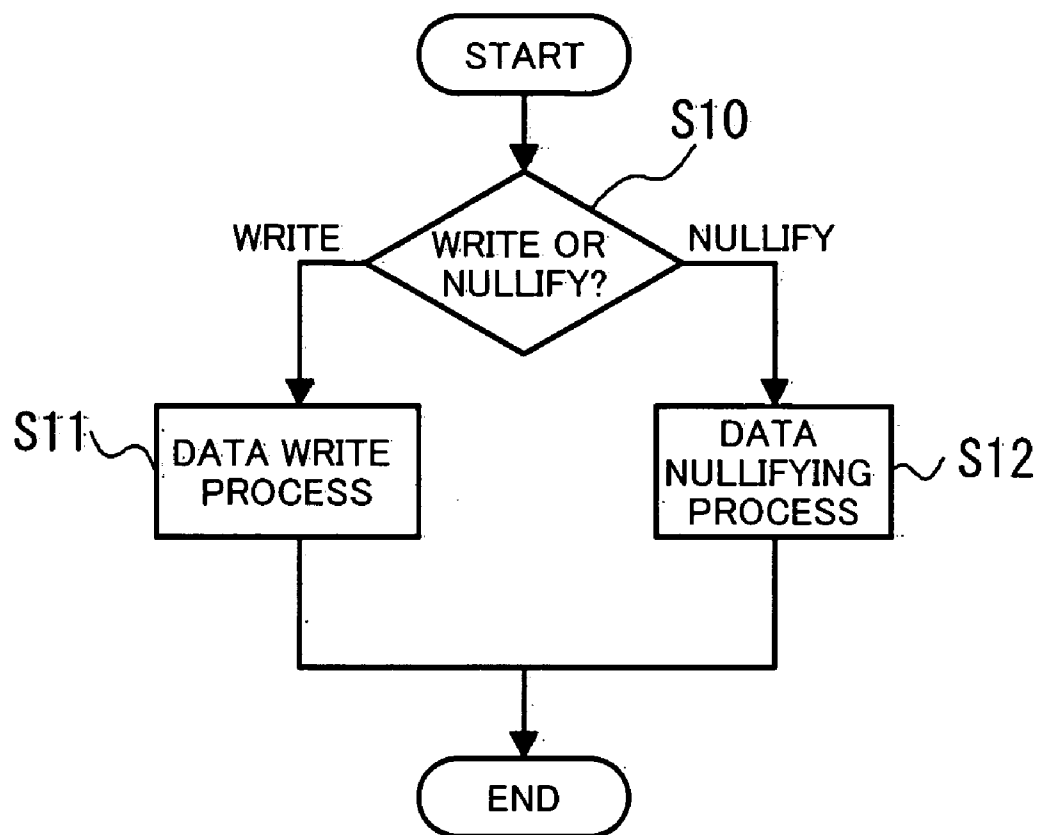 START
S10
WRITE
WRITE OR
NULLIFY?
NULLIFY
S11
DATA WRITE
PROCESS
DATA
NULLIFYING
PROCESS
S12
END